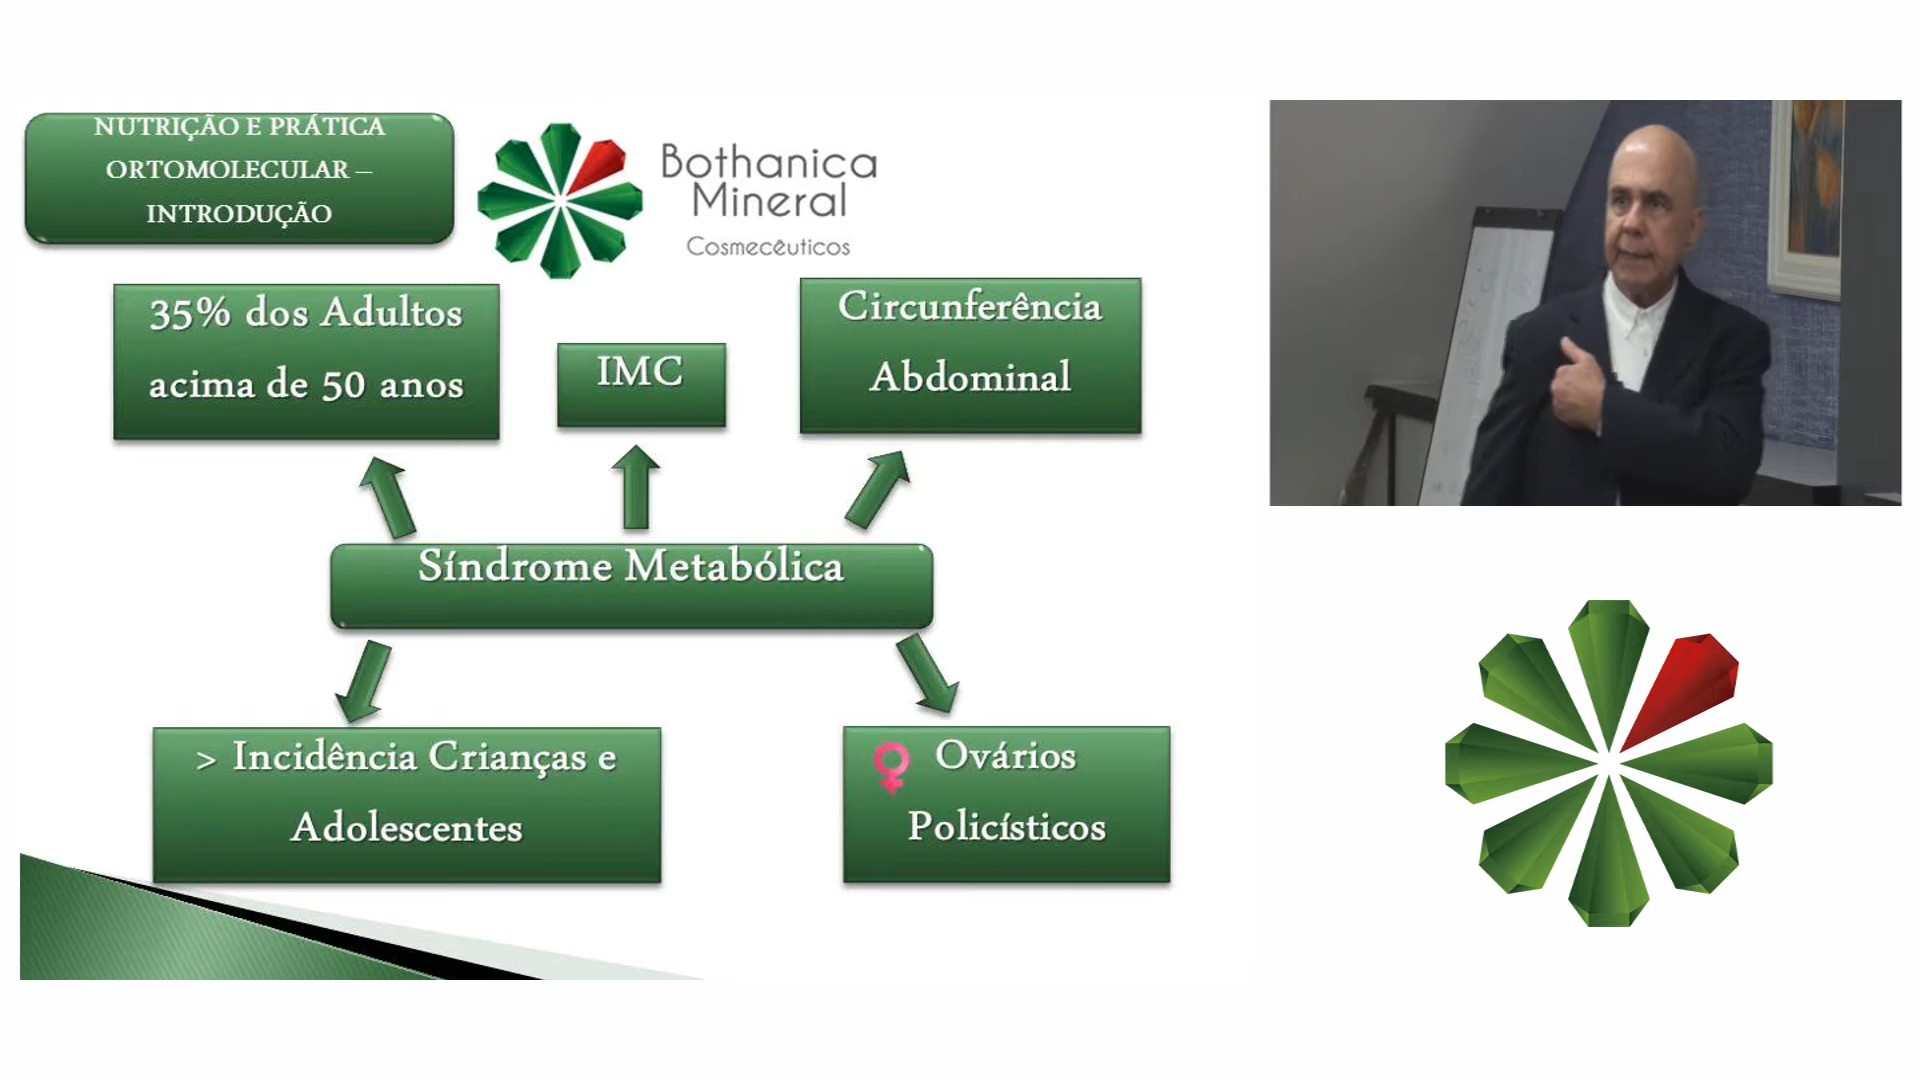 NUTRIÇÃO E PRÁTICA
ORTOMOLECULAR –
INTRODUÇÃO
Bothanica
Mineral
Cosmecêuticos
35% dos Adultos
acima de 50 anos
IMC
Circunferência
Abdominal
Síndrome Metabólica
> Incidência Crianças e
Adolescentes
Ovários
Policísticos